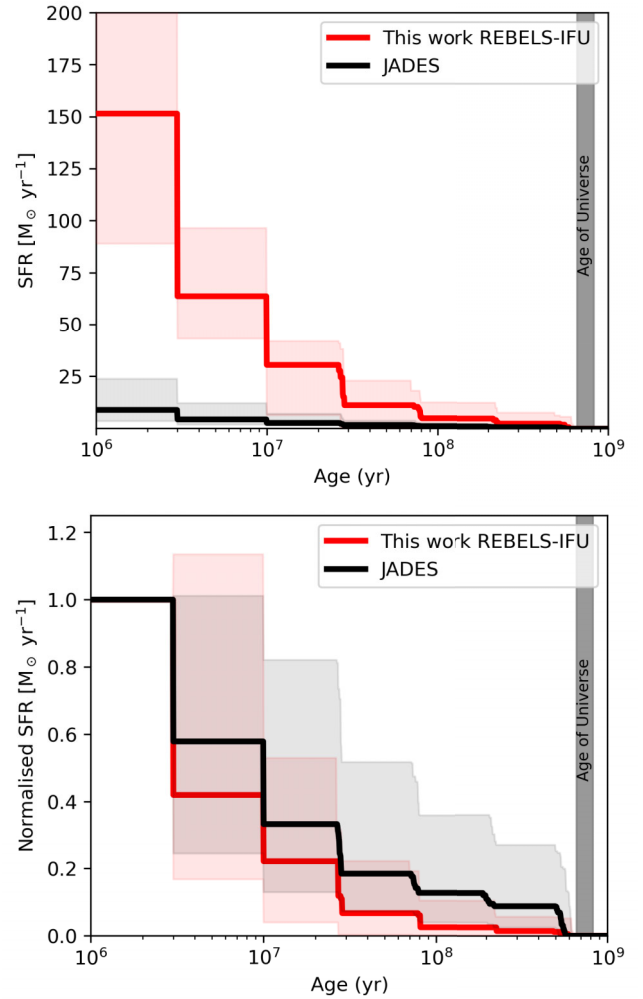 200
175
150
125
100
75
50
25
SFR [M⊙ yr⁻¹]
This work REBELS-IFU
JADES
Age of Universe
10⁶
10⁷
10⁸
10⁹
Age (yr)
1.2
1.0
0.8
0.6
0.4
0.2
0.0
Normalised SFR [M⊙ yr⁻¹]
This work REBELS-IFU
JADES
Age of Universe
10⁶
10⁷
10⁸
10⁹
Age (yr)